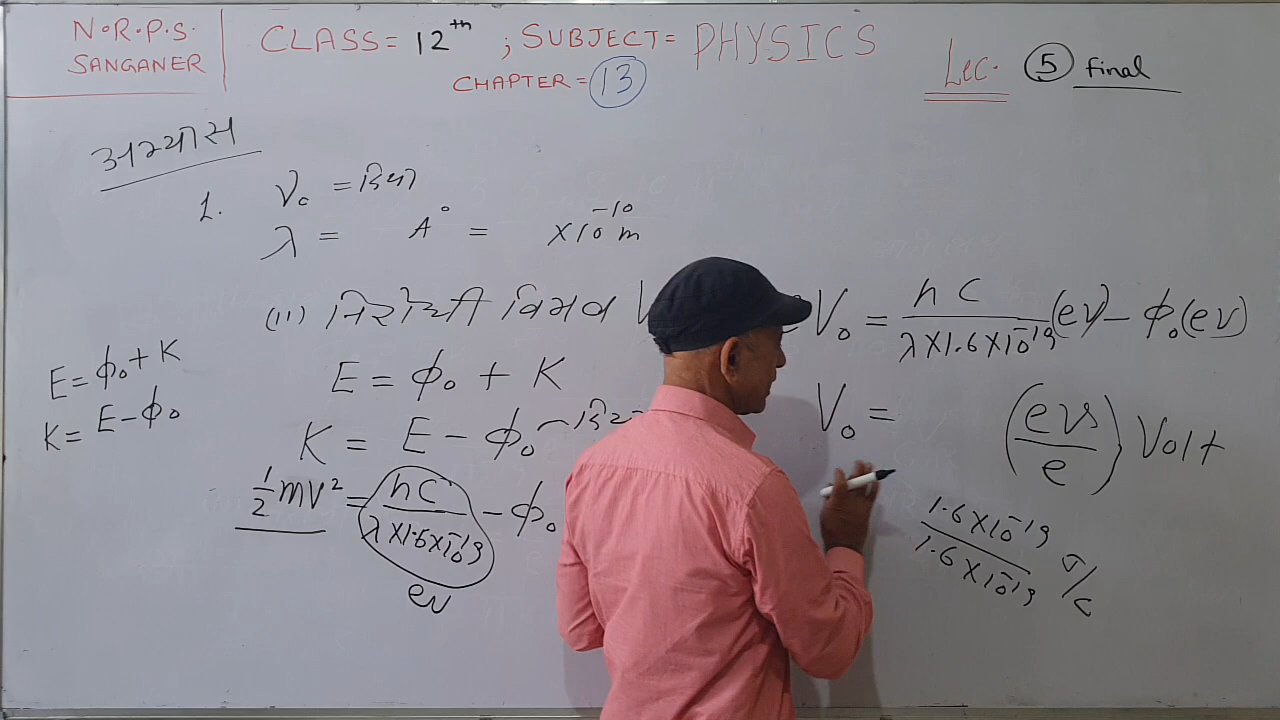 N.R.P.S.
SANGANER
CLASS= 12th ; SUBJECT= PHYSICS
CHAPTER = 13
Lec. 5 final
अभ्यास
1. ν₀ = दिया
λ = A° = ×10⁻¹⁰ m
(ii) निरोधी विभव V
E = ϕ₀ + K
K = E − ϕ₀
½mv² = hc/λ×1.6×10⁻¹⁹ − ϕ₀
ev
E = ϕ₀ + K
K = E − ϕ₀
eV₀ = hc/λ×1.6×10⁻¹⁹ (ev) − ϕ₀(ev)
V₀ = (ev/e) Volt
1.6×10⁻¹⁹/1.6×10⁻¹⁹ J/C